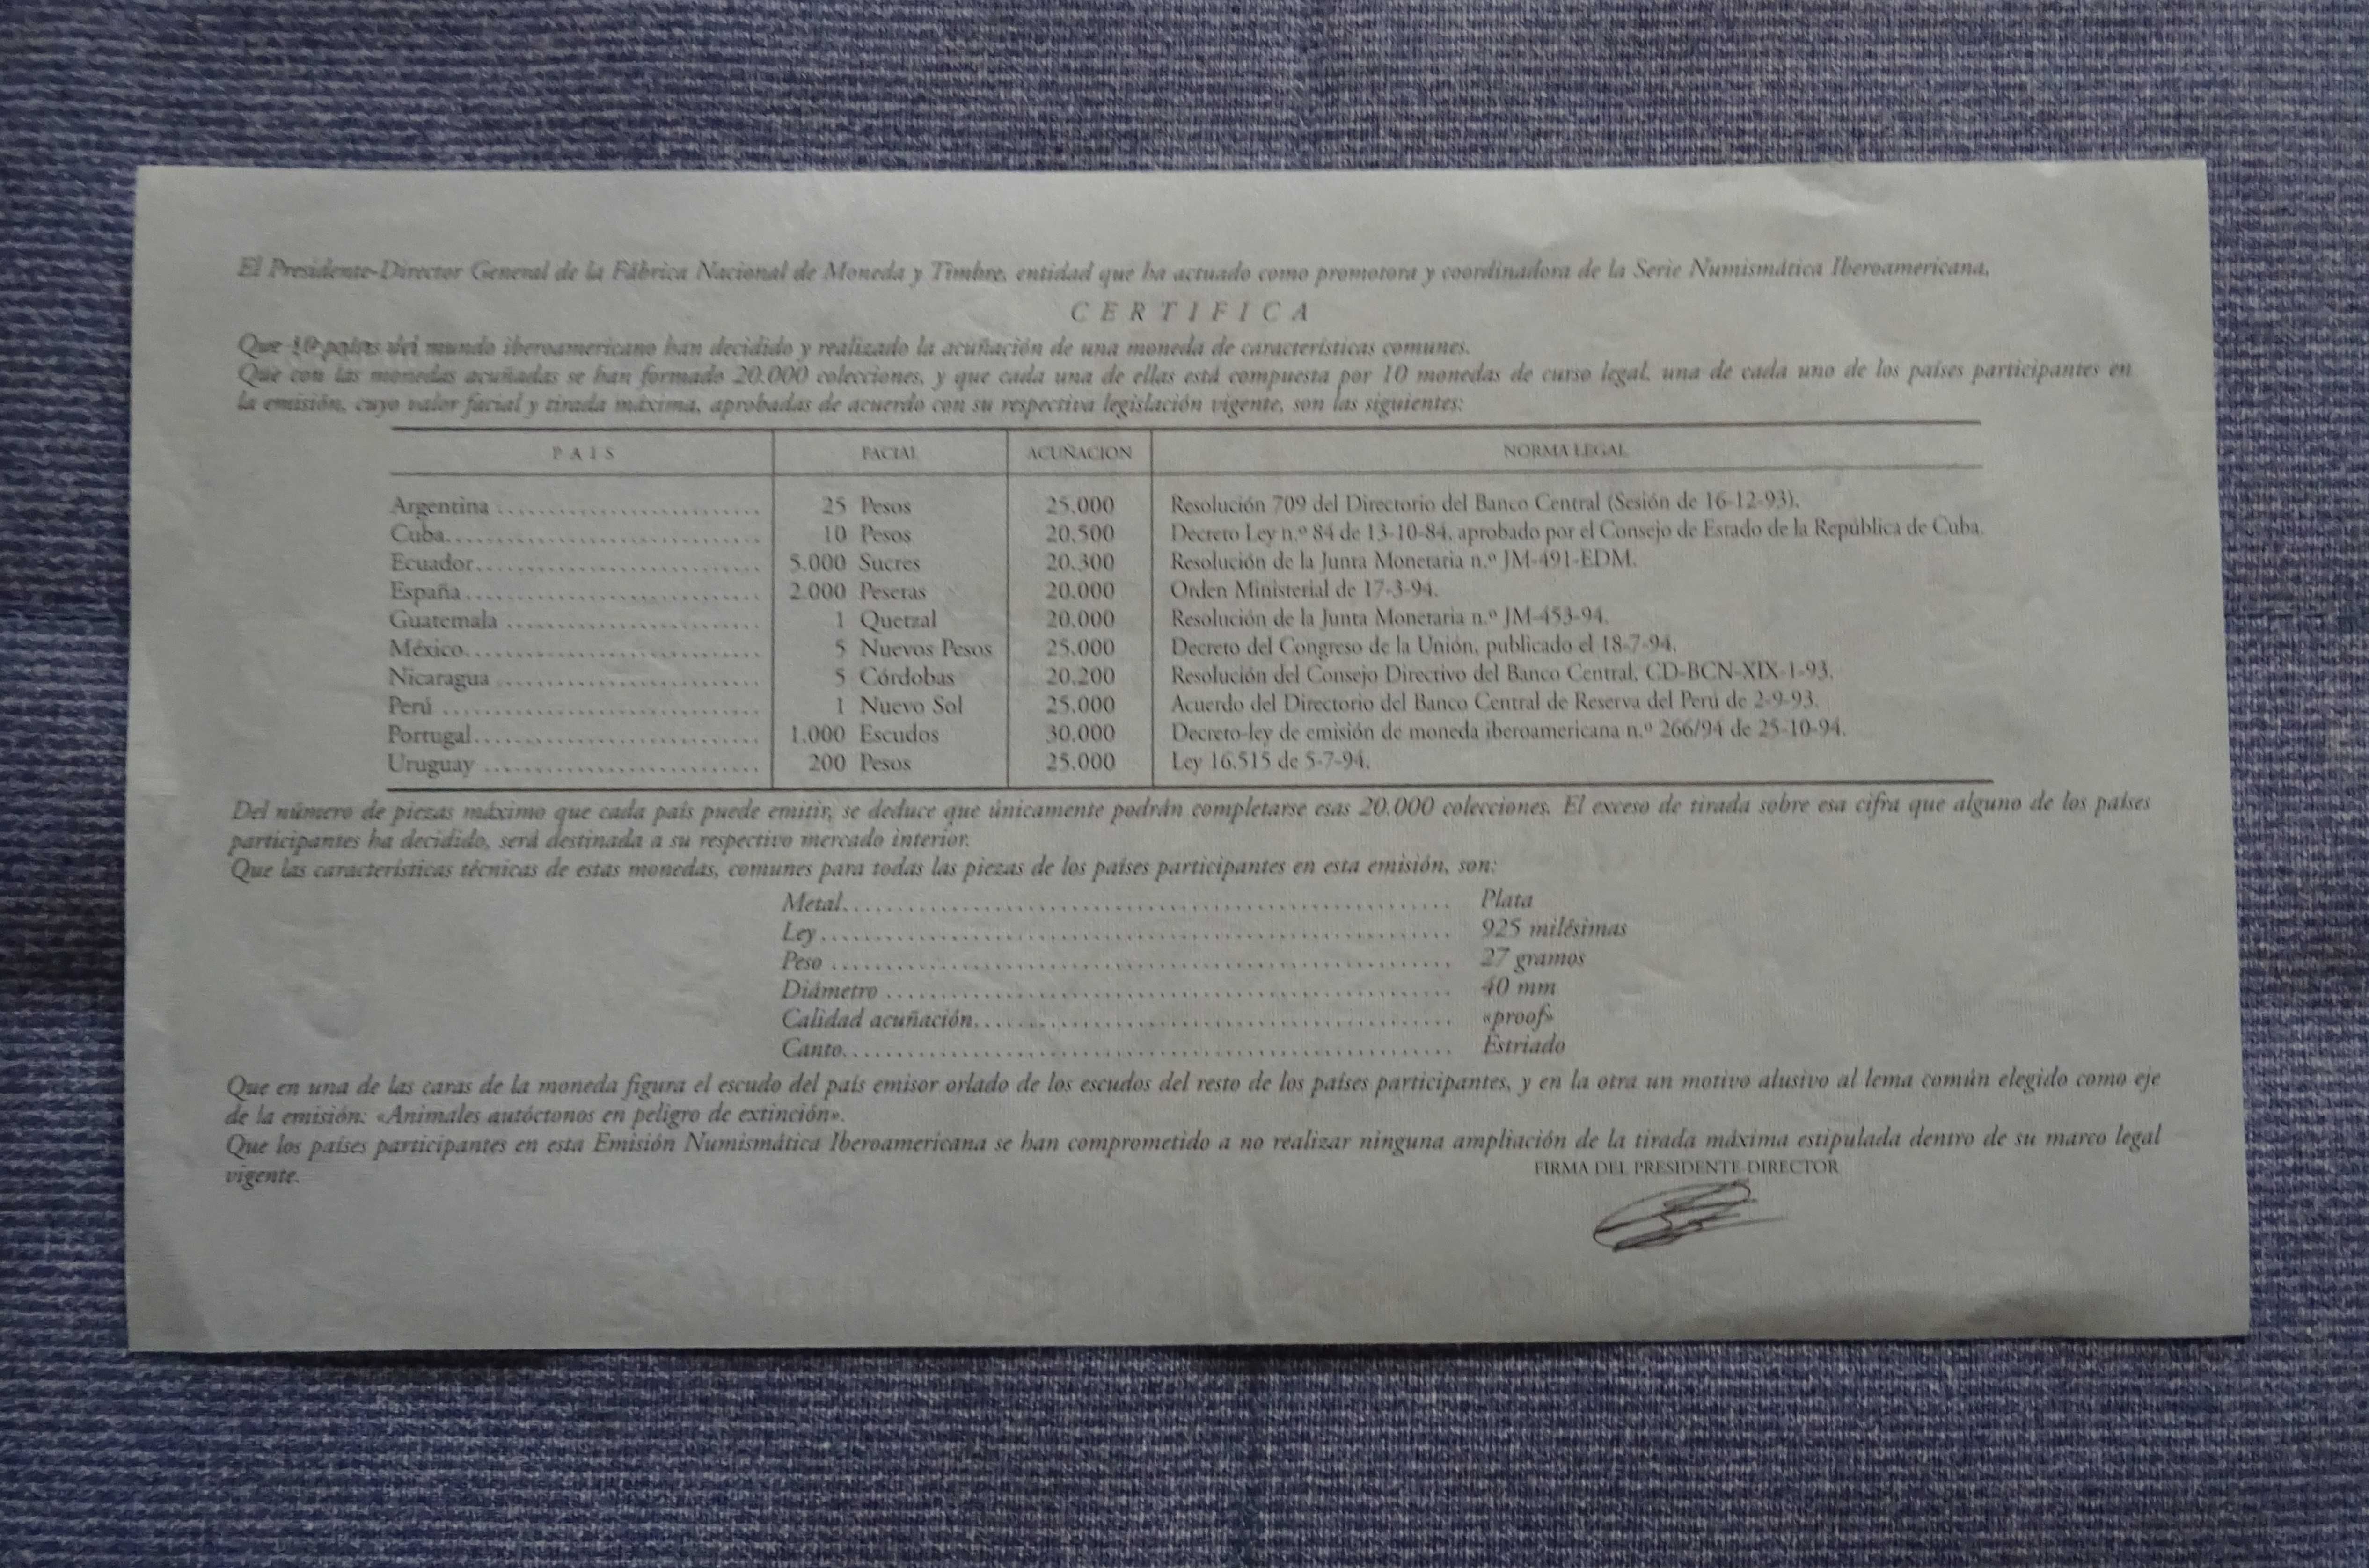 El Presidente-Director General de la Fábrica Nacional de Moneda y Timbre, entidad que ha actuado como promotora y coordinadora de la Serie Numismática Iberoamericana,
CERTIFICA
Que 10 países del mundo iberoamericano han decidido y realizado la acuñación de una moneda de características comunes.
Que con las monedas acuñadas se han formado 20.000 colecciones, y que cada una de ellas está compuesta por 10 monedas de curso legal, una de cada uno de los países participantes en
la emisión, cuyo valor facial y tirada máxima, aprobadas de acuerdo con su respectiva legislación vigente, son las siguientes:
PAIS FACIAL ACUÑACION NORMA LEGAL
Argentina 25 Pesos 25.000 Resolución 709 del Directorio del Banco Central (Sesión de 16-12-93).
Cuba 10 Pesos 20.500 Decreto Ley n.º 84 de 13-10-84, aprobado por el Consejo de Estado de la República de Cuba.
Ecuador 5.000 Sucres 20.300 Resolución de la Junta Monetaria n.º JM-491-EDM.
España 2.000 Pesetas 20.000 Orden Ministerial de 17-3-94.
Guatemala 1 Quetzal 20.000 Resolución de la Junta Monetaria n.º JM-453-94.
México 5 Nuevos Pesos 25.000 Decreto del Congreso de la Unión, publicado el 18-7-94.
Nicaragua 5 Córdobas 20.200 Resolución del Consejo Directivo del Banco Central, CD-BCN-XIX-1-93.
Perú 1 Nuevo Sol 25.000 Acuerdo del Directorio del Banco Central de Reserva del Perú de 2-9-93.
Portugal 1.000 Escudos 30.000 Decreto-ley de emisión de moneda iberoamericana n.º 266/94 de 25-10-94.
Uruguay 200 Pesos 25.000 Ley 16.515 de 5-7-94.
Del número de piezas máximo que cada país puede emitir, se deduce que únicamente podrán completarse esas 20.000 colecciones. El exceso de tirada sobre esa cifra que alguno de los países
participantes ha decidido, será destinada a su respectivo mercado interior.
Que las características técnicas de estas monedas, comunes para todas las piezas de los países participantes en esta emisión, son:
Metal Plata
Ley 925 milésimas
Peso 27 gramos
Diámetro 40 mm
Calidad acuñación «proof»
Canto Estriado
Que en una de las caras de la moneda figura el escudo del país emisor orlado de los escudos del resto de los países participantes, y en la otra un motivo alusivo al lema común elegido como eje
de la emisión: «Animales autóctonos en peligro de extinción».
Que los países participantes en esta Emisión Numismática Iberoamericana se han comprometido a no realizar ninguna ampliación de la tirada máxima estipulada dentro de su marco legal
vigente.
FIRMA DEL PRESIDENTE-DIRECTOR